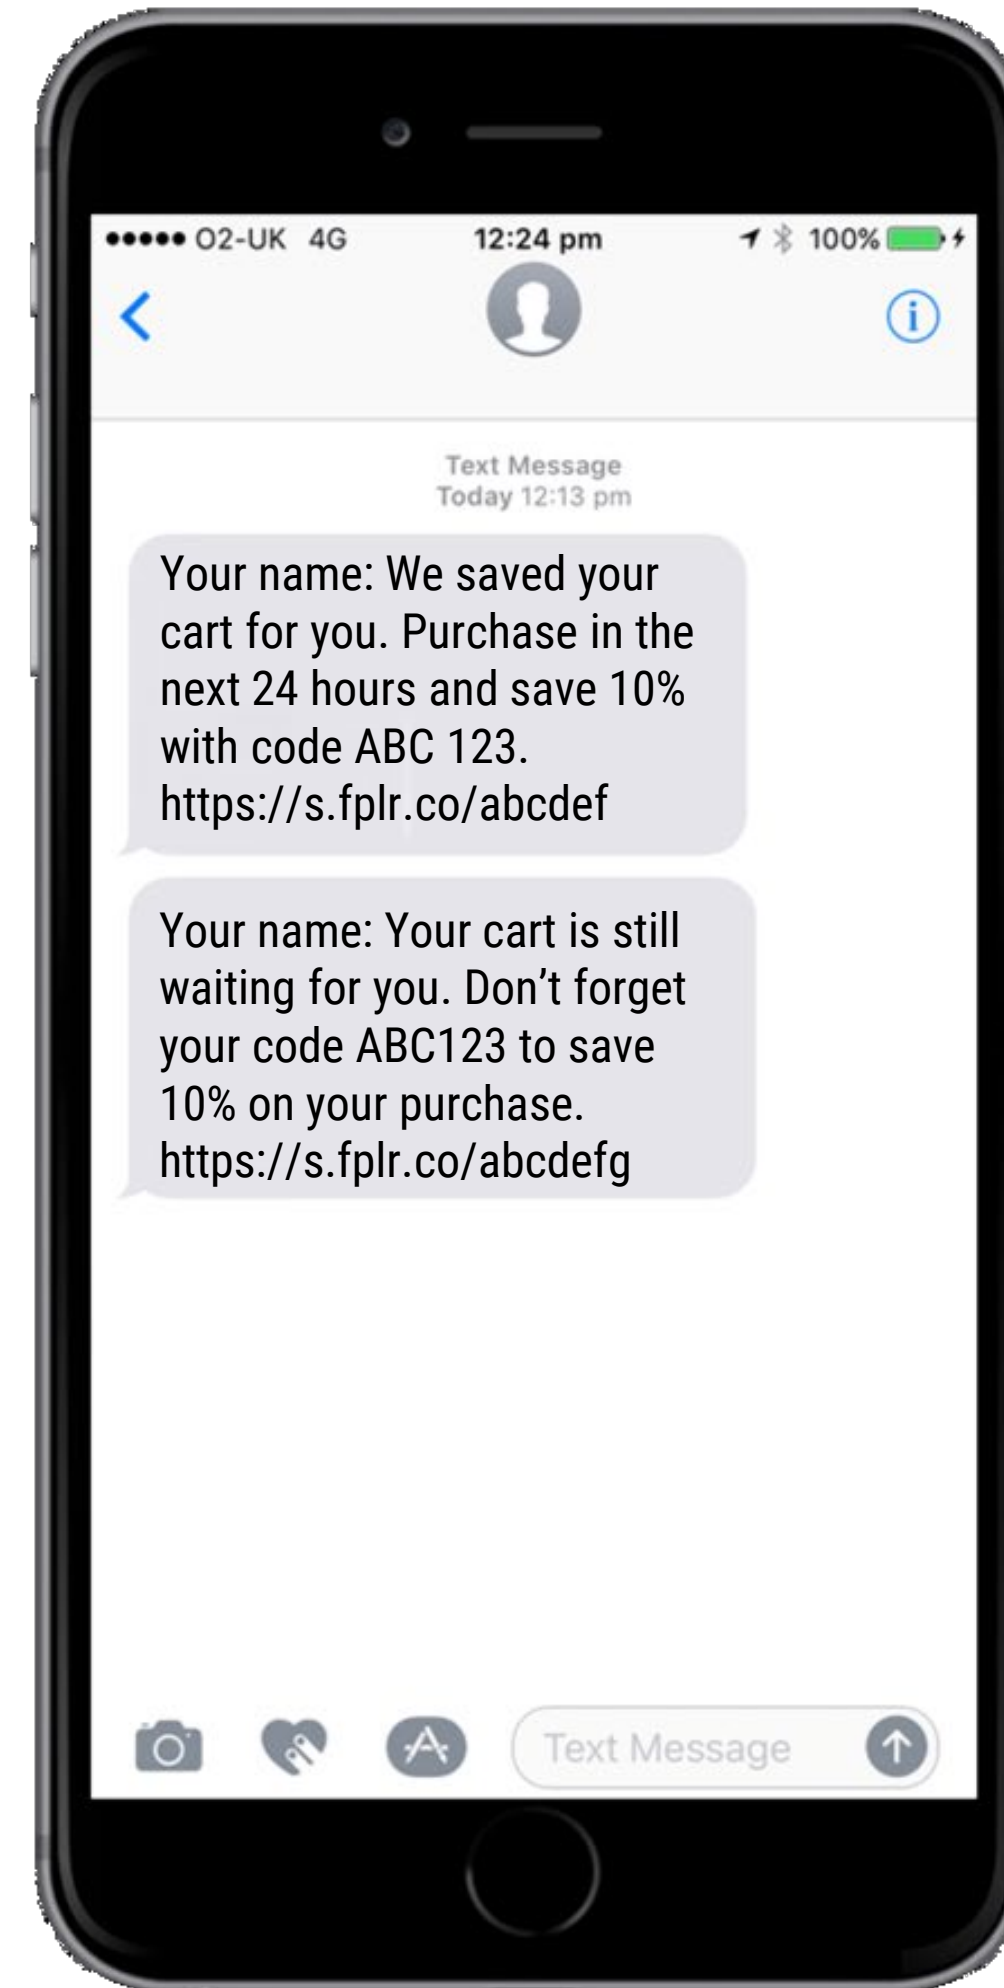 ●●●●● O2-UK 4G 12:24 pm 100%
Text Message
Today 12:13 pm
Your name: We saved your
cart for you. Purchase in the
next 24 hours and save 10%
with code ABC 123.
https://s.fplr.co/abcdef
Your name: Your cart is still
waiting for you. Don’t forget
your code ABC123 to save
10% on your purchase.
https://s.fplr.co/abcdefg
Text Message